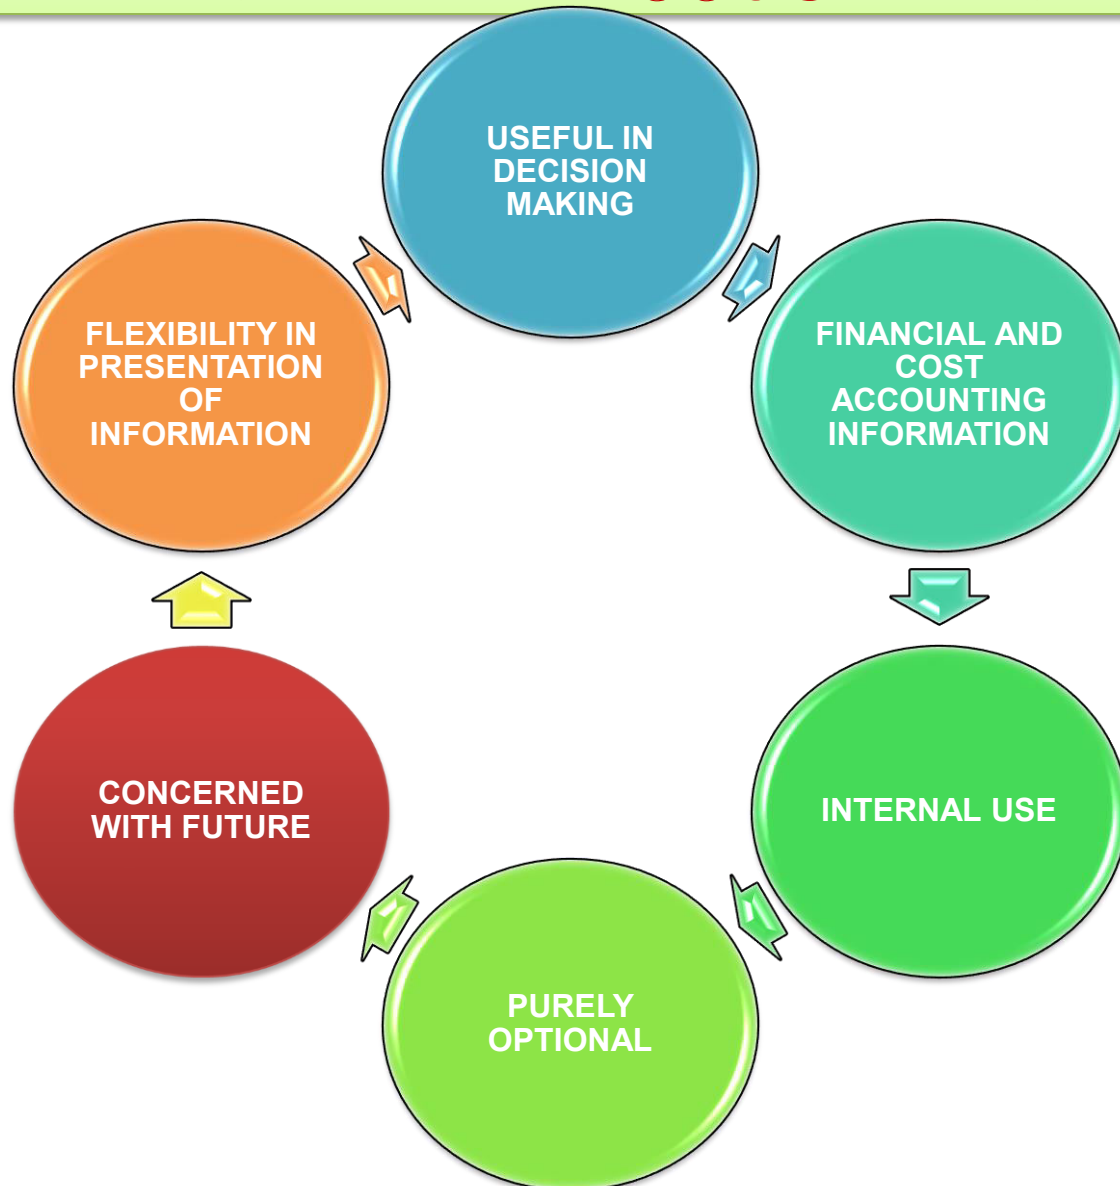 USEFUL IN
DECISION
MAKING
FINANCIAL AND
COST
ACCOUNTING
INFORMATION
INTERNAL USE
PURELY
OPTIONAL
CONCERNED
WITH FUTURE
FLEXIBILITY IN
PRESENTATION
OF
INFORMATION